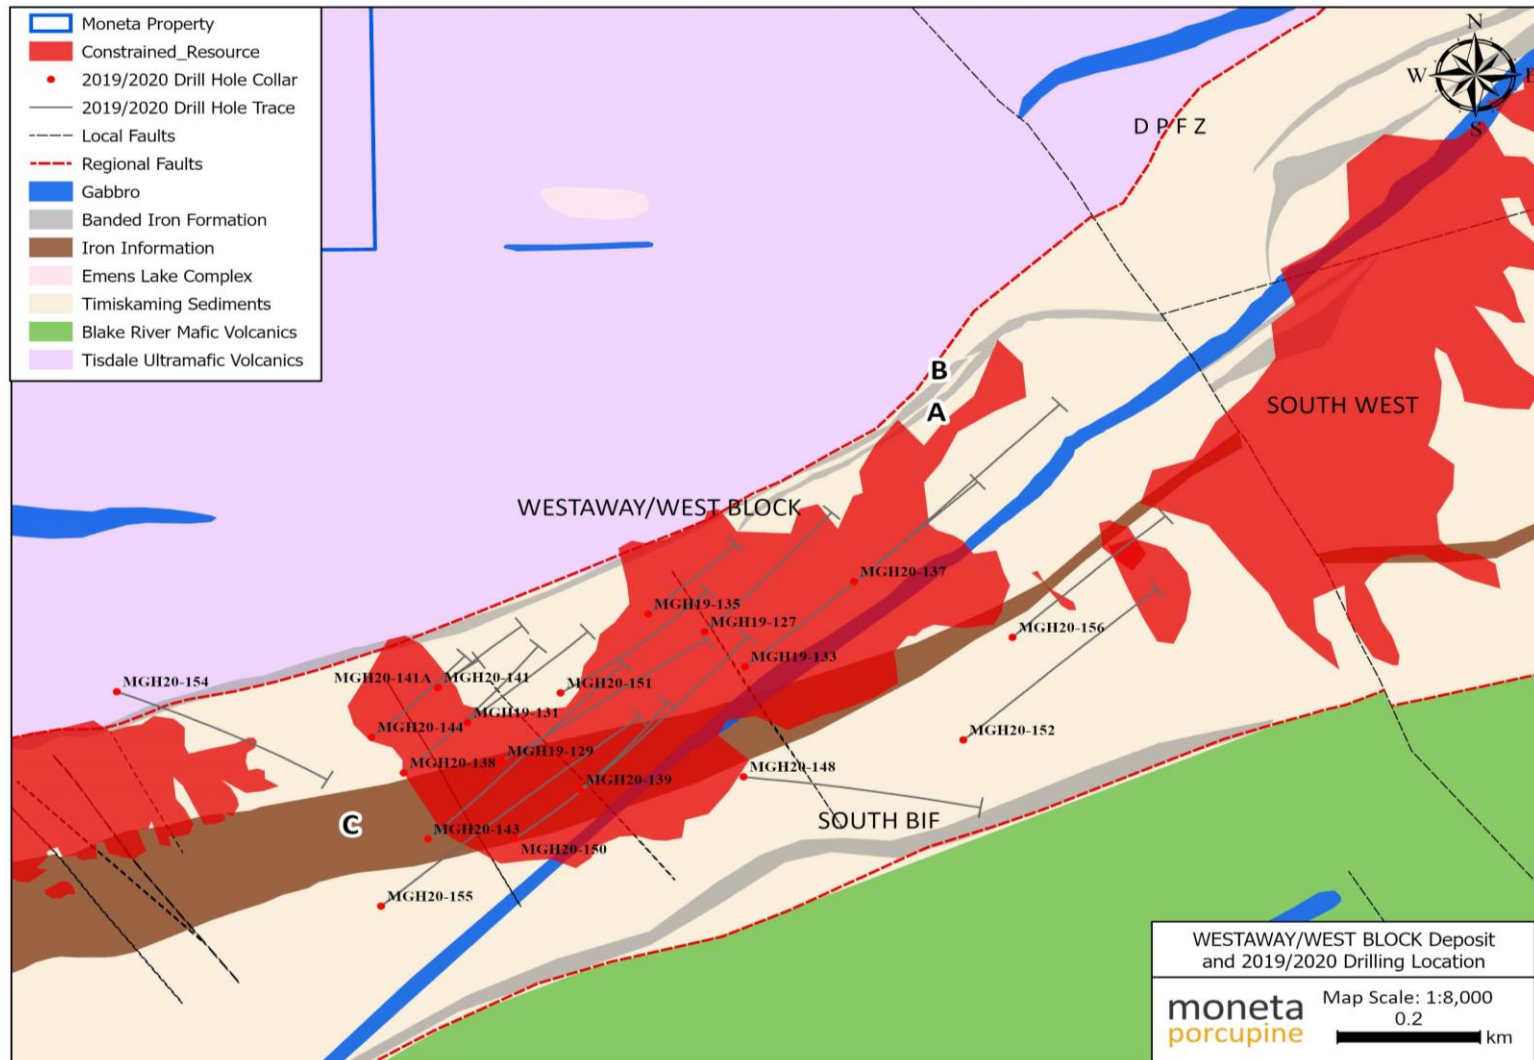 Moneta Property
Constrained_Resource
2019/2020 Drill Hole Collar
2019/2020 Drill Hole Trace
Local Faults
Regional Faults
Gabbro
Banded Iron Formation
Iron Information
Emens Lake Complex
Timiskaming Sediments
Blake River Mafic Volcanics
Tisdale Ultramafic Volcanics
N
W
E
S
D P F Z
B
A
SOUTH WEST
WESTAWAY/WEST BLOCK
MGH20-137
MGH19-135
MGH19-127
MGH20-156
MGH19-133
MGH20-154
MGH20-141A
MGH20-141
MGH20-151
MGH19-131
MGH20-144
MGH20-152
MGH19-129
MGH20-138
MGH20-148
MGH20-139
C
SOUTH BIF
MGH20-143
MGH20-150
MGH20-155
WESTAWAY/WEST BLOCK Deposit
and 2019/2020 Drilling Location
moneta
porcupine
Map Scale: 1:8,000
0.2
km